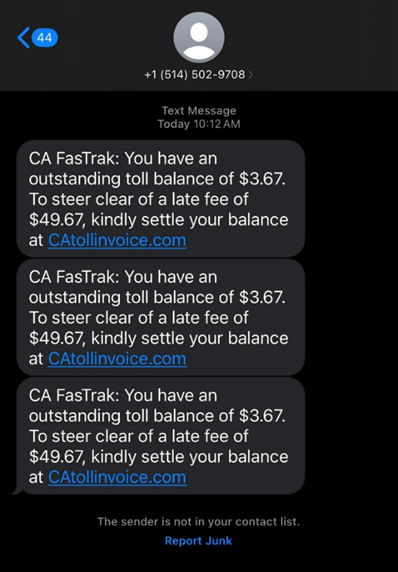 44
+1 (514) 502-9708 >
Text Message
Today 10:12 AM
CA FasTrak: You have an
outstanding toll balance of $3.67.
To steer clear of a late fee of
$49.67, kindly settle your balance
at CAtollinvoice.com
CA FasTrak: You have an
outstanding toll balance of $3.67.
To steer clear of a late fee of
$49.67, kindly settle your balance
at CAtollinvoice.com
CA FasTrak: You have an
outstanding toll balance of $3.67.
To steer clear of a late fee of
$49.67, kindly settle your balance
at CAtollinvoice.com
The sender is not in your contact list.
Report Junk